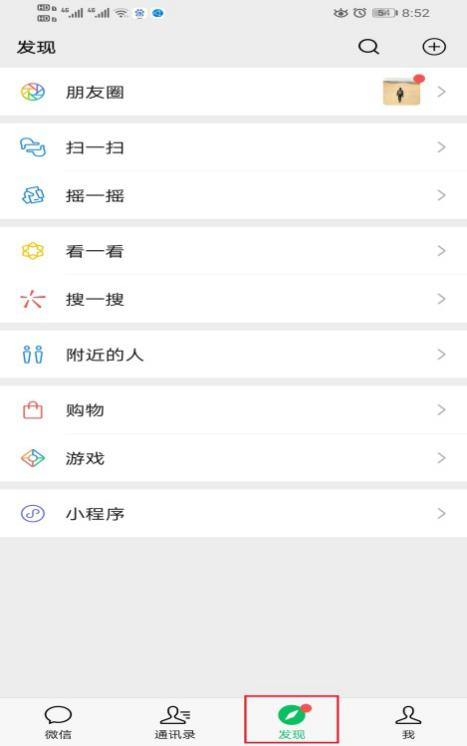 8:52
发现
朋友圈
扫一扫
摇一摇
看一看
搜一搜
附近的人
购物
游戏
小程序
微信 通讯录 发现 我